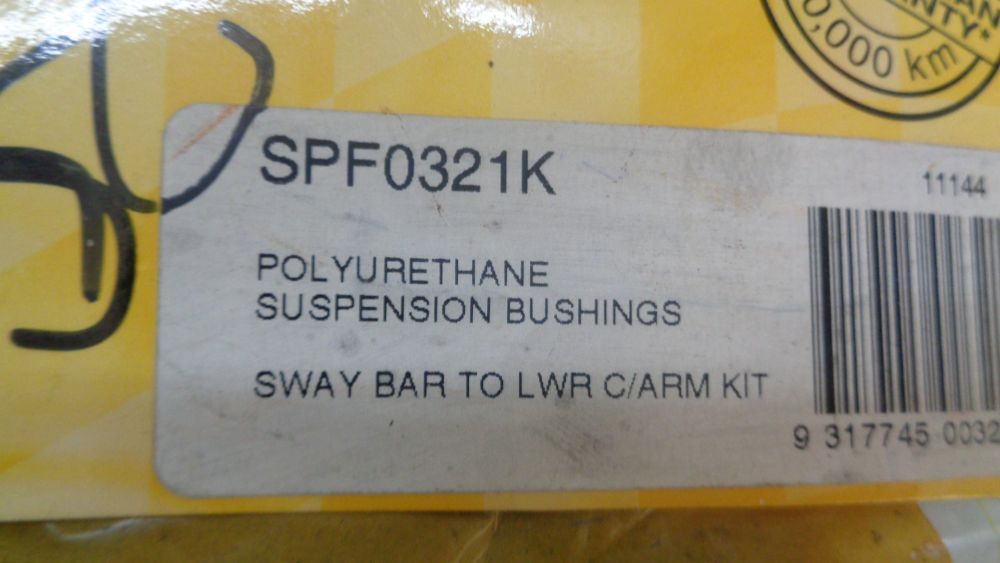 0,000 km
SPF0321K
11144
POLYURETHANE
SUSPENSION BUSHINGS
SWAY BAR TO LWR C/ARM KIT
9 317745 0032